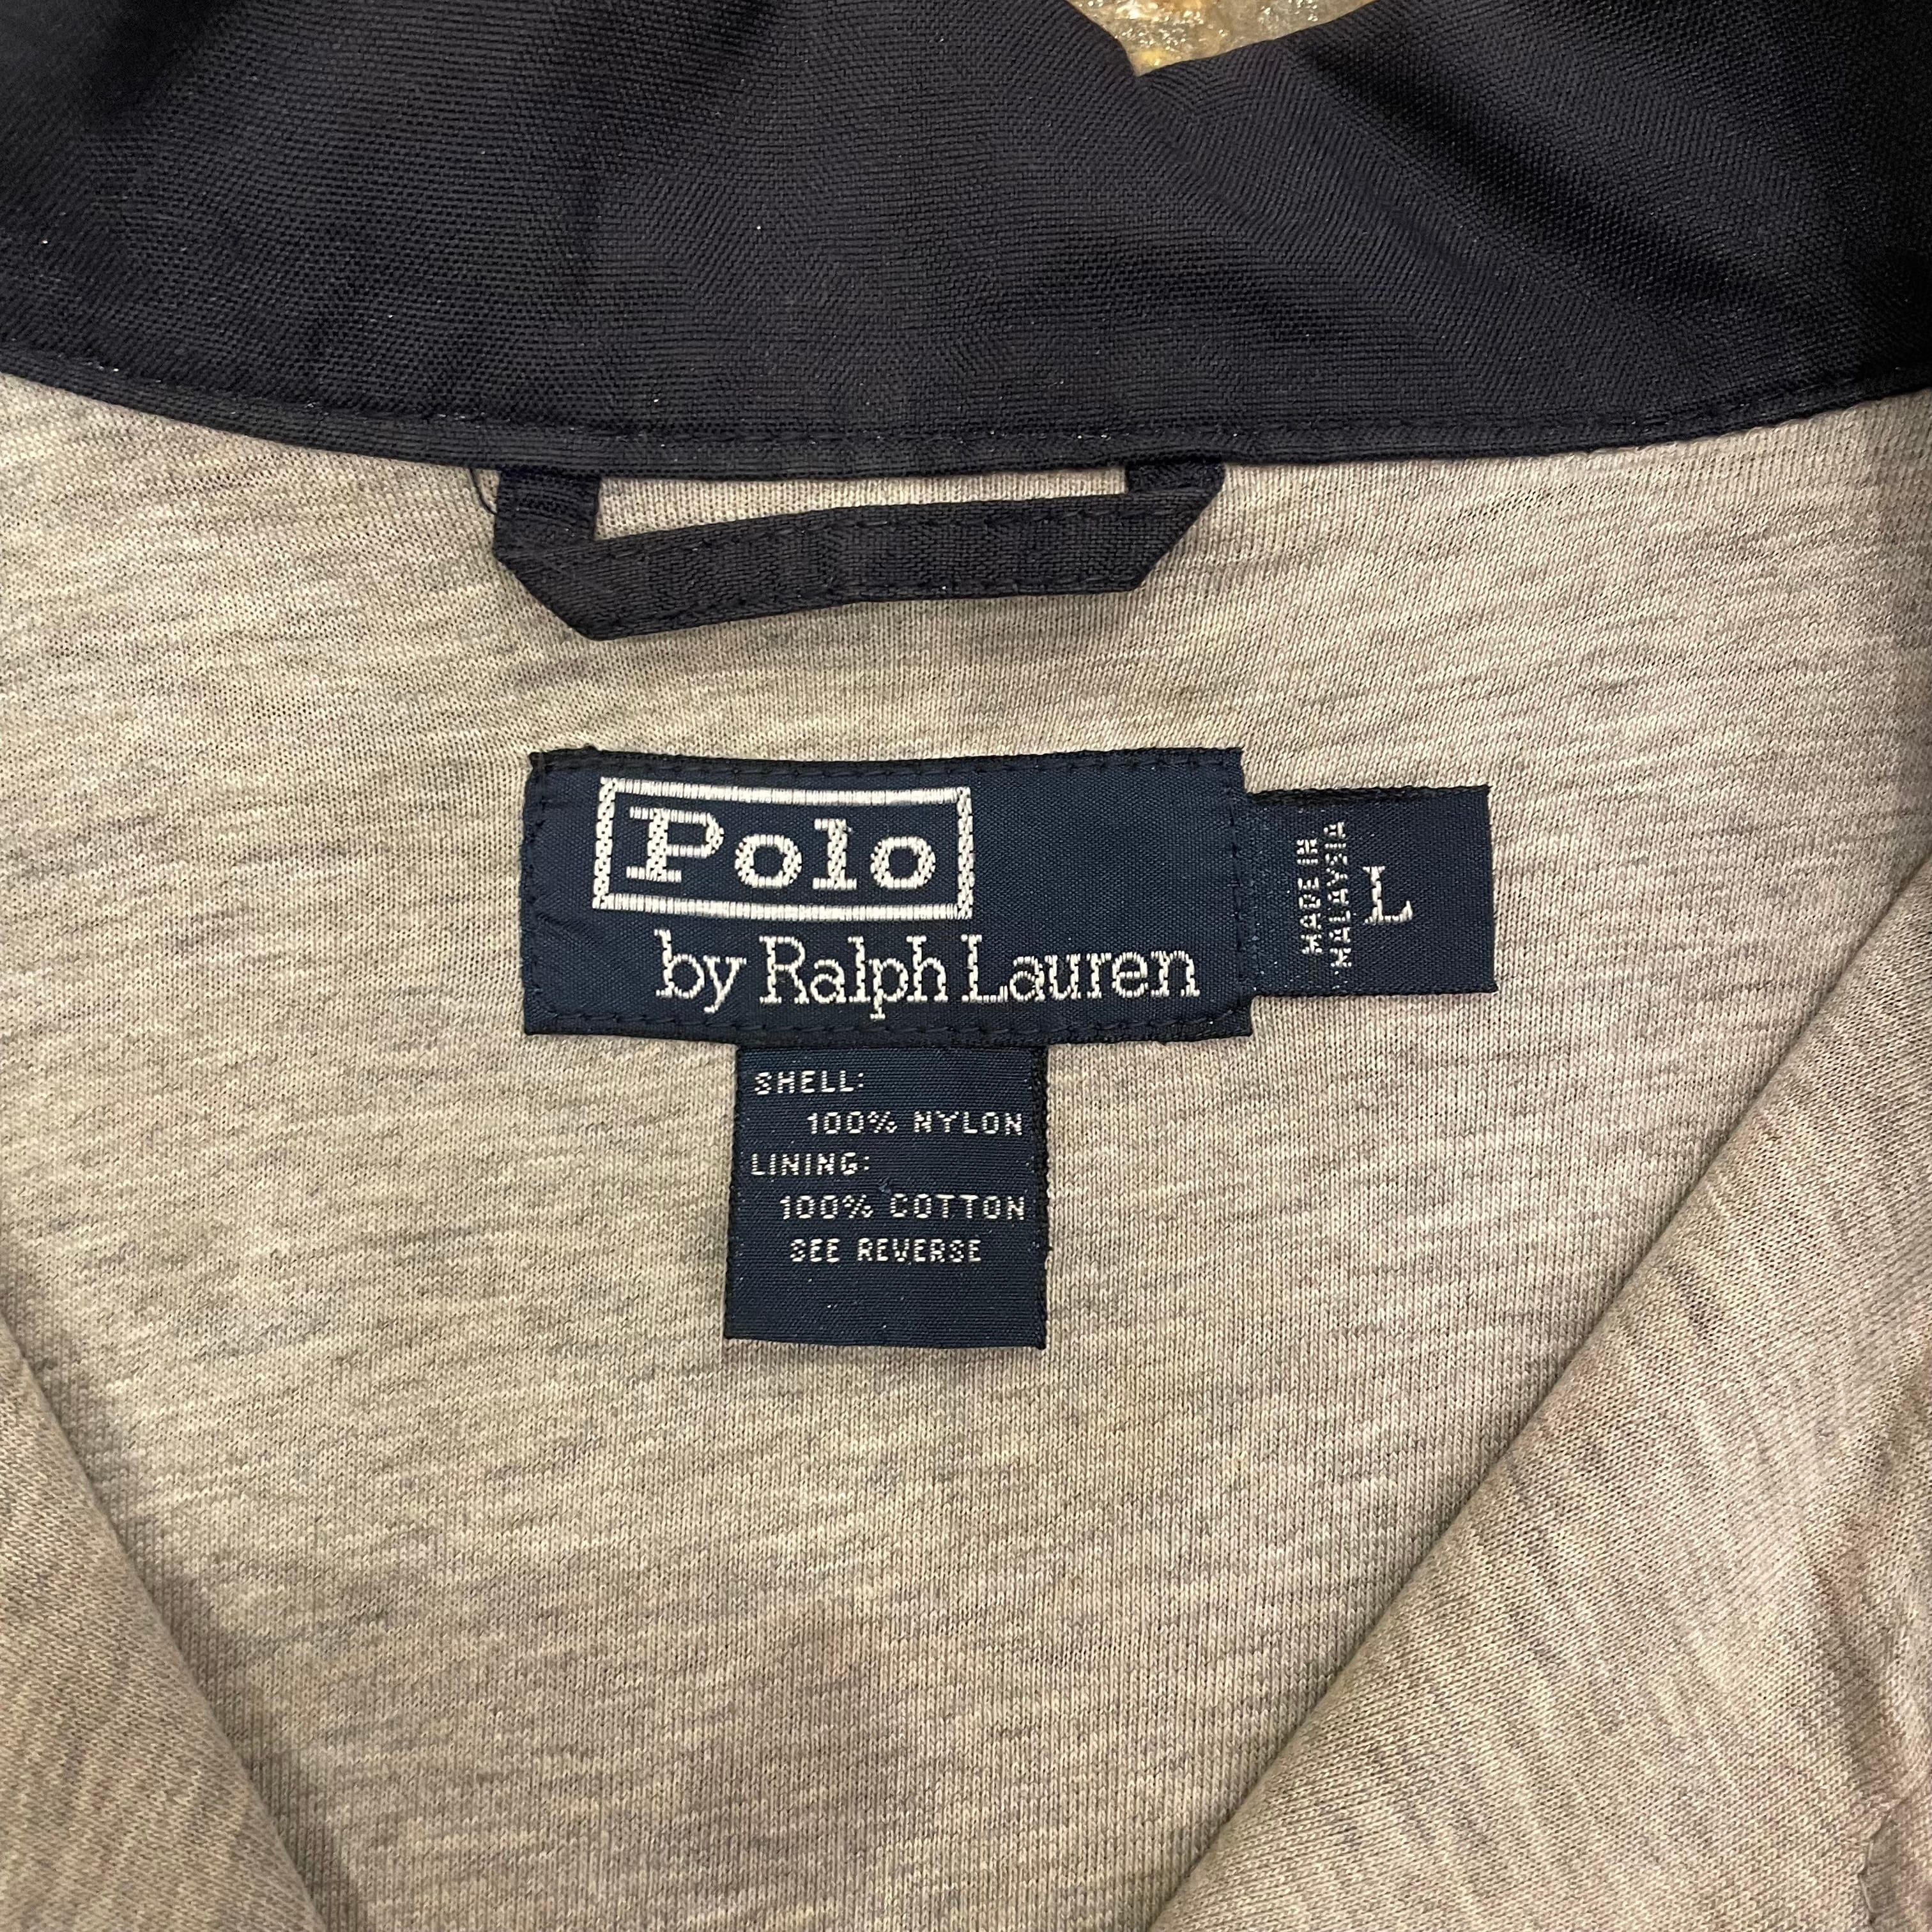 Polo
by Ralph Lauren
MADE IN
MALAYSIA
L
SHELL:
100% NYLON
LINING:
100% COTTON
SEE REVERSE